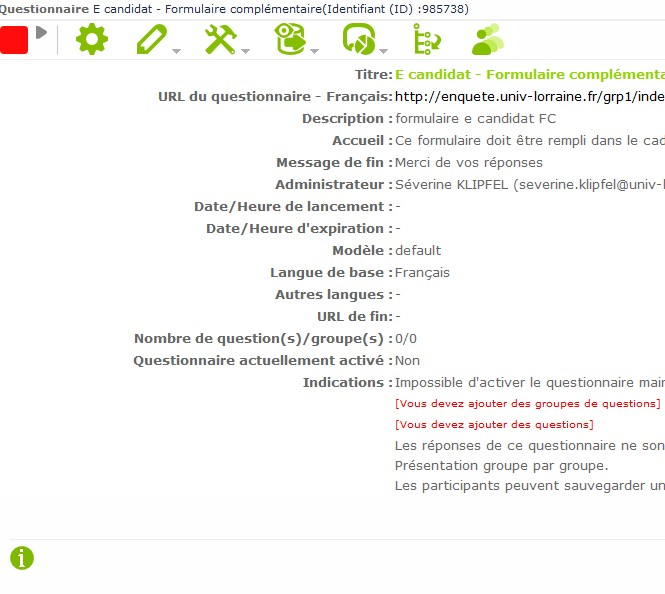 Questionnaire E candidat - Formulaire complémentaire(Identifiant (ID) :985738)
Titre: E candidat - Formulaire complémenta
URL du questionnaire - Français: http://enquete.univ-lorraine.fr/grp1/inde
Description : formulaire e candidat FC
Accueil : Ce formulaire doit être rempli dans le cad
Message de fin : Merci de vos réponses
Administrateur : Séverine KLIPFEL (severine.klipfel@univ-l
Date/Heure de lancement : -
Date/Heure d'expiration : -
Modèle : default
Langue de base : Français
Autres langues : -
URL de fin: -
Nombre de question(s)/groupe(s) : 0/0
Questionnaire actuellement activé : Non
Indications : Impossible d'activer le questionnaire main
[Vous devez ajouter des groupes de questions]
[Vous devez ajouter des questions]
Les réponses de ce questionnaire ne son
Présentation groupe par groupe.
Les participants peuvent sauvegarder un